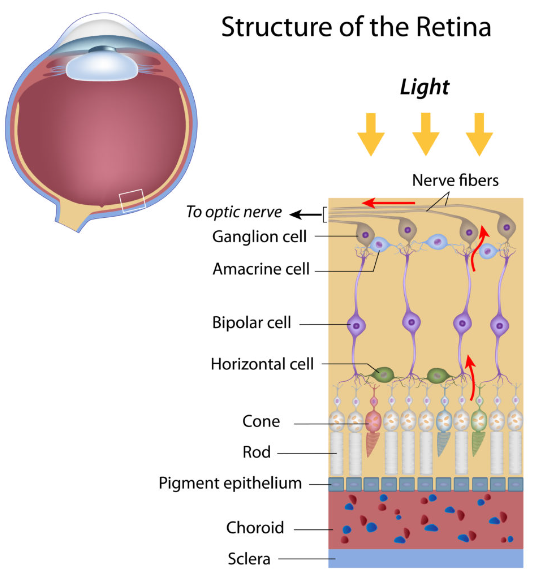 Structure of the Retina
Light
Nerve fibers
To optic nerve
Ganglion cell
Amacrine cell
Bipolar cell
Horizontal cell
Cone
Rod
Pigment epithelium
Choroid
Sclera